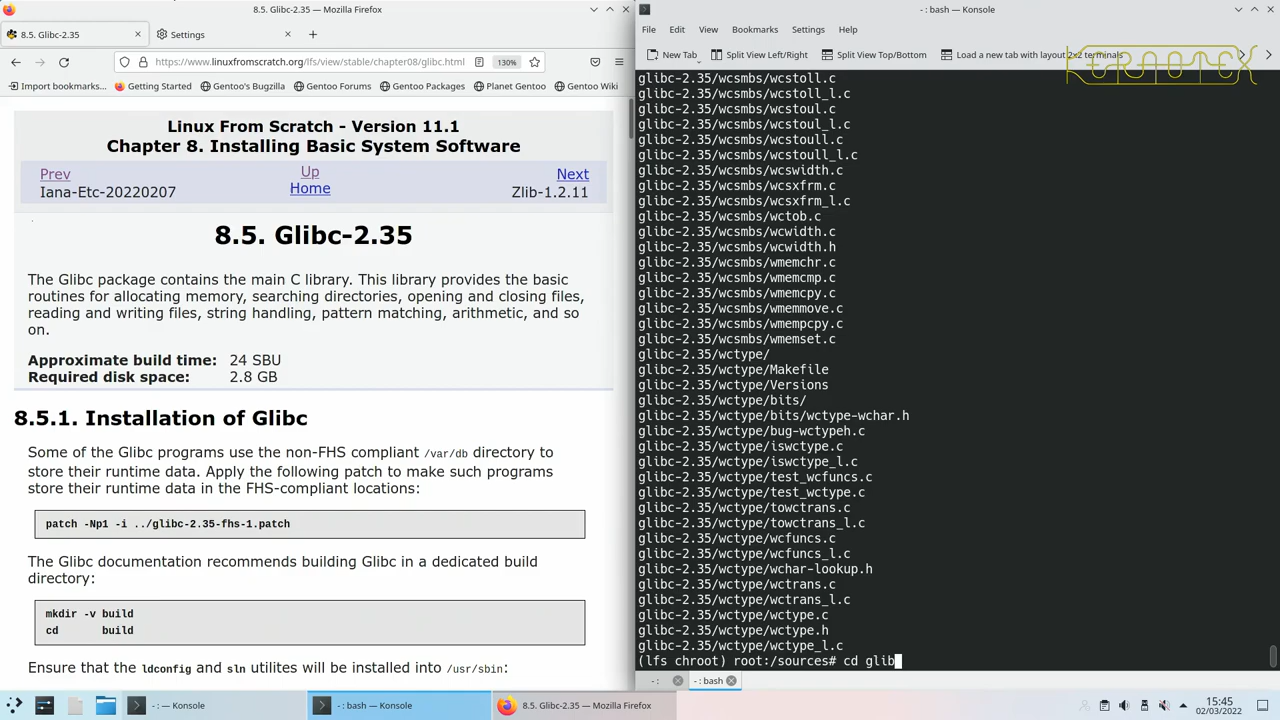 8.5. Glibc-2.35 — Mozilla Firefox
8.5. Glibc-2.35
Settings
https://www.linuxfromscratch.org/lfs/view/stable/chapter08/glibc.html
130%
Import bookmarks...
Getting Started
Gentoo's Bugzilla
Gentoo Forums
Gentoo Packages
Planet Gentoo
Gentoo Wiki
Linux From Scratch - Version 11.1
Chapter 8. Installing Basic System Software
Prev
Up
Next
Iana-Etc-20220207
Home
Zlib-1.2.11
8.5. Glibc-2.35
The Glibc package contains the main C library. This library provides the basic
routines for allocating memory, searching directories, opening and closing files,
reading and writing files, string handling, pattern matching, arithmetic, and so
on.
Approximate build time: 24 SBU
Required disk space: 2.8 GB
8.5.1. Installation of Glibc
Some of the Glibc programs use the non-FHS compliant /var/db directory to
store their runtime data. Apply the following patch to make such programs
store their runtime data in the FHS-compliant locations:
patch -Np1 -i ../glibc-2.35-fhs-1.patch
The Glibc documentation recommends building Glibc in a dedicated build
directory:
mkdir -v build
cd build
Ensure that the ldconfig and sln utilites will be installed into /usr/sbin:
- : bash — Konsole
File Edit View Bookmarks Settings Help
New Tab
Split View Left/Right
Split View Top/Bottom
Load a new tab with layout 2×2 terminals
KERNOTEX
glibc-2.35/wcsmbs/wcstoll.c
glibc-2.35/wcsmbs/wcstoll_l.c
glibc-2.35/wcsmbs/wcstoul.c
glibc-2.35/wcsmbs/wcstoul_l.c
glibc-2.35/wcsmbs/wcstoull.c
glibc-2.35/wcsmbs/wcstoull_l.c
glibc-2.35/wcsmbs/wcswidth.c
glibc-2.35/wcsmbs/wcsxfrm.c
glibc-2.35/wcsmbs/wcsxfrm_l.c
glibc-2.35/wcsmbs/wctob.c
glibc-2.35/wcsmbs/wcwidth.c
glibc-2.35/wcsmbs/wcwidth.h
glibc-2.35/wcsmbs/wmemchr.c
glibc-2.35/wcsmbs/wmemcmp.c
glibc-2.35/wcsmbs/wmemcpy.c
glibc-2.35/wcsmbs/wmemmove.c
glibc-2.35/wcsmbs/wmempcpy.c
glibc-2.35/wcsmbs/wmemset.c
glibc-2.35/wctype/
glibc-2.35/wctype/Makefile
glibc-2.35/wctype/Versions
glibc-2.35/wctype/bits/
glibc-2.35/wctype/bits/wctype-wchar.h
glibc-2.35/wctype/bug-wctypeh.c
glibc-2.35/wctype/iswctype.c
glibc-2.35/wctype/iswctype_l.c
glibc-2.35/wctype/test_wcfuncs.c
glibc-2.35/wctype/test_wctype.c
glibc-2.35/wctype/towctrans.c
glibc-2.35/wctype/towctrans_l.c
glibc-2.35/wctype/wcfuncs.c
glibc-2.35/wctype/wcfuncs_l.c
glibc-2.35/wctype/wchar-lookup.h
glibc-2.35/wctype/wctrans.c
glibc-2.35/wctype/wctrans_l.c
glibc-2.35/wctype/wctype.c
glibc-2.35/wctype/wctype.h
glibc-2.35/wctype/wctype_l.c
(lfs chroot) root:/sources# cd glib
- :
- : bash
- : — Konsole
- : bash — Konsole
8.5. Glibc-2.35 — Mozilla Firefox
15:45
02/03/2022